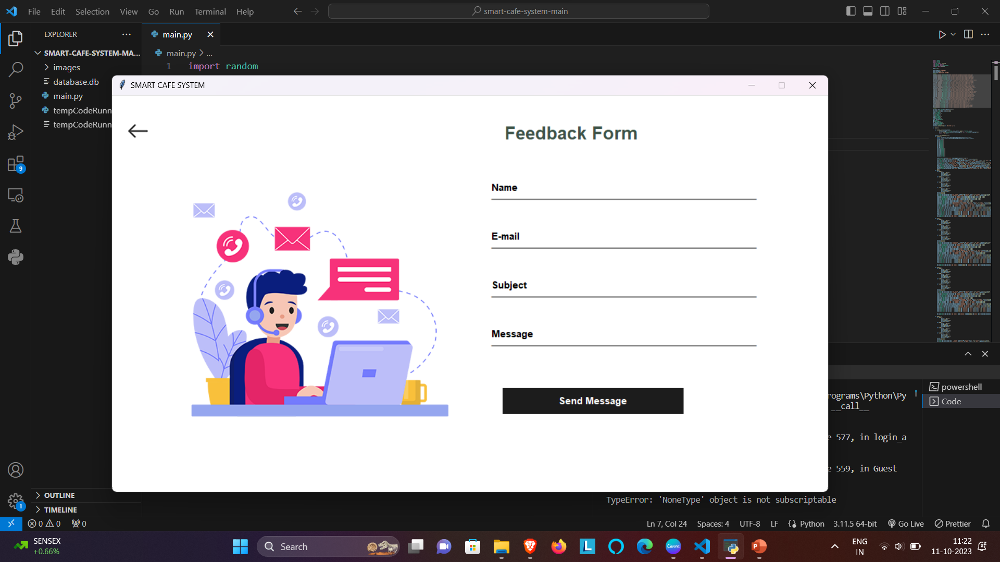 File Edit Selection View Go Run Terminal Help
smart-cafe-system-main
EXPLORER
main.py
SMART-CAFE-SYSTEM-MA...
main.py > ...
images
1 import random
database.db
main.py
tempCodeRunn
tempCodeRunn
SMART CAFE SYSTEM
Feedback Form
Name
E-mail
Subject
Message
Send Message
9
powershell
Code
rograms\Python\Py
__call__
e 577, in login_a
e 559, in Guest
TypeError: 'NoneType' object is not subscriptable
OUTLINE
1
TIMELINE
0 0 0
Ln 7, Col 24 Spaces: 4 UTF-8 LF Python 3.11.5 64-bit Go Live Prettier
SENSEX
+0.66%
Search
L
Canva
P
ENG
IN
11:22
11-10-2023